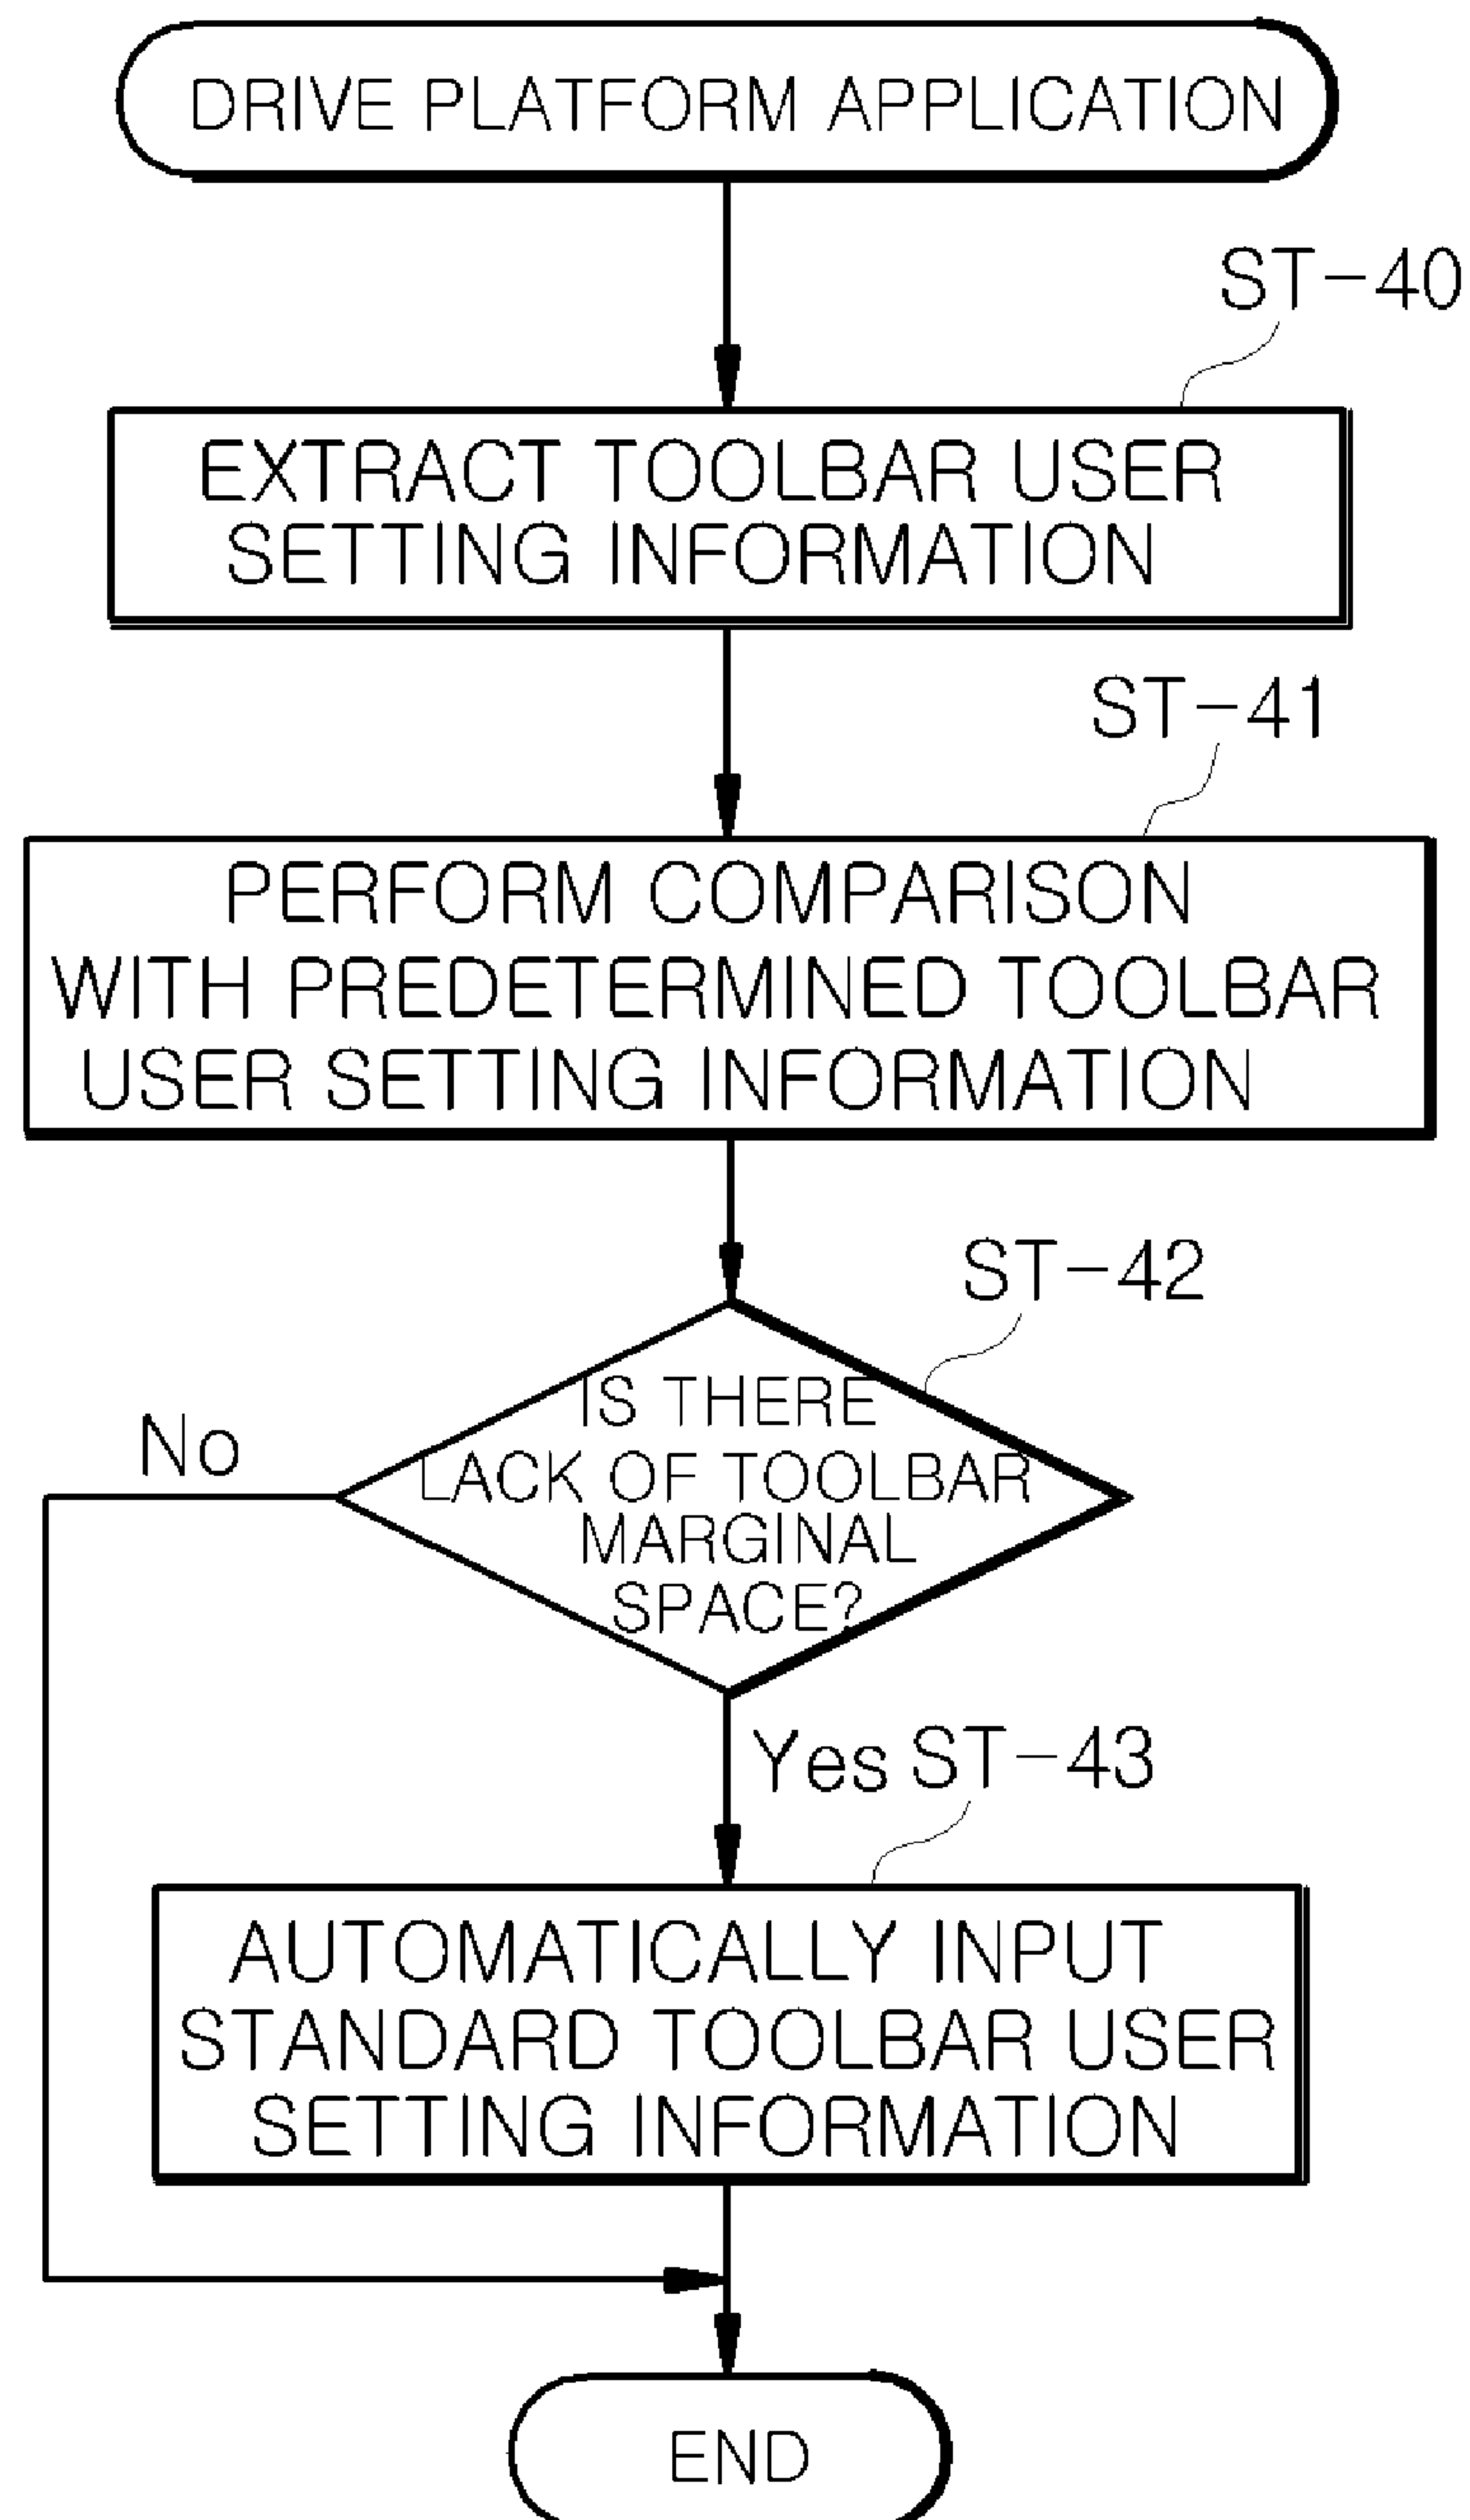 DRIVE PLATFORM APPLICATION
ST-40
EXTRACT TOOLBAR USER
SETTING INFORMATION
ST-41
PERFORM COMPARISON
WITH PREDETERMINED TOOLBAR
USER SETTING INFORMATION
ST-42
IS THERE
LACK OF TOOLBAR
MARGINAL
SPACE?
No
Yes ST-43
AUTOMATICALLY INPUT
STANDARD TOOLBAR USER
SETTING INFORMATION
END